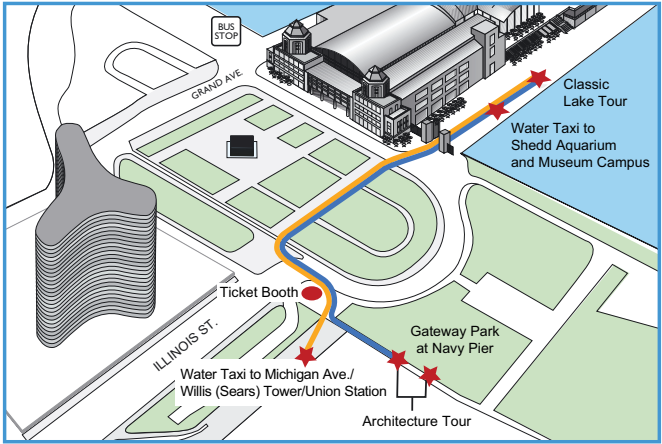 BUS
STOP
GRAND AVE.
Classic
Lake Tour
Water Taxi to
Shedd Aquarium
and Museum Campus
Ticket Booth
ILLINOIS ST.
Gateway Park
at Navy Pier
Water Taxi to Michigan Ave./
Willis (Sears) Tower/Union Station
Architecture Tour